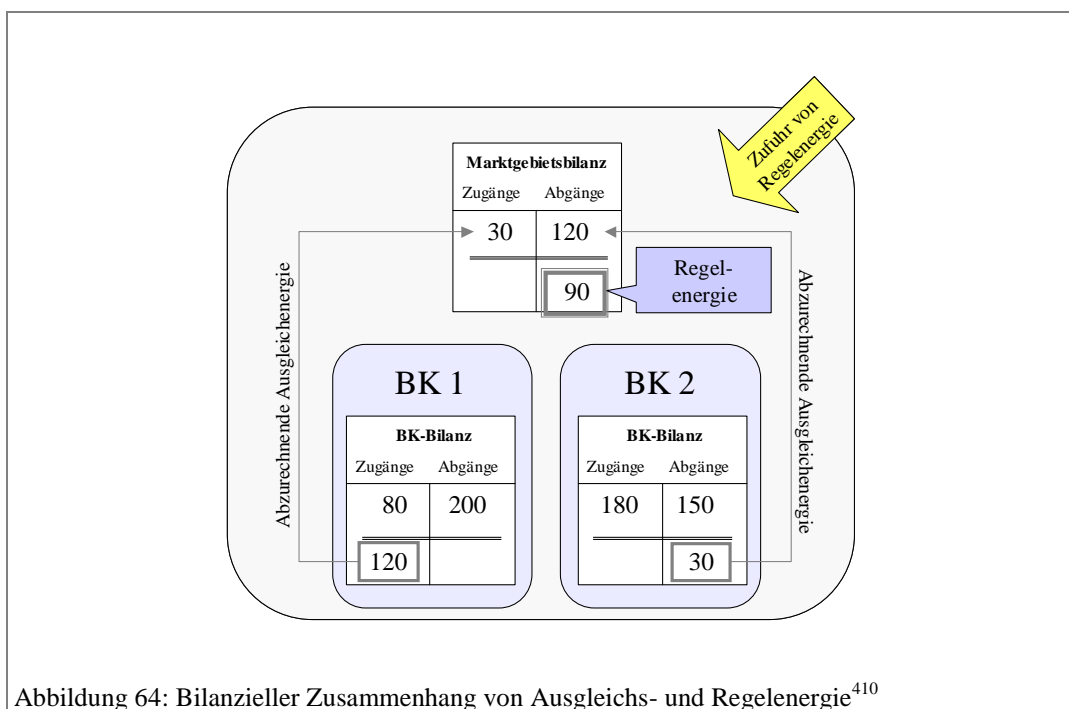 Zufuhr von
Regelenergie
Marktgebietsbilanz
Zugänge Abgänge
30 120
90
Regel-
energie
Abzurechnende Ausgleichenergie
Abzurechnende Ausgleichenergie
BK 1
BK-Bilanz
Zugänge Abgänge
80 200
120
BK 2
BK-Bilanz
Zugänge Abgänge
180 150
30
Abbildung 64: Bilanzieller Zusammenhang von Ausgleichs- und Regelenergie410